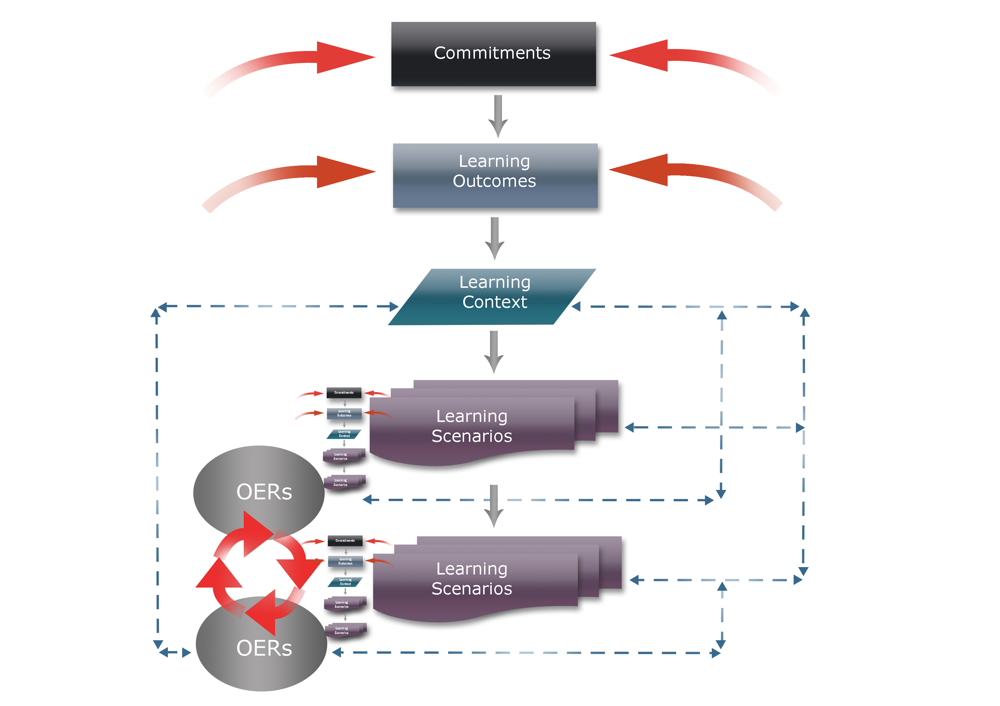 Commitments
Learning
Outcomes
Learning
Context
Learning
Scenarios
Commitments
Learning
Outcomes
Learning
Context
Learning
Scenarios
Learning
Scenarios
OERs
Learning
Scenarios
Commitments
Learning
Outcomes
Learning
Context
Learning
Scenarios
Learning
Scenarios
OERs